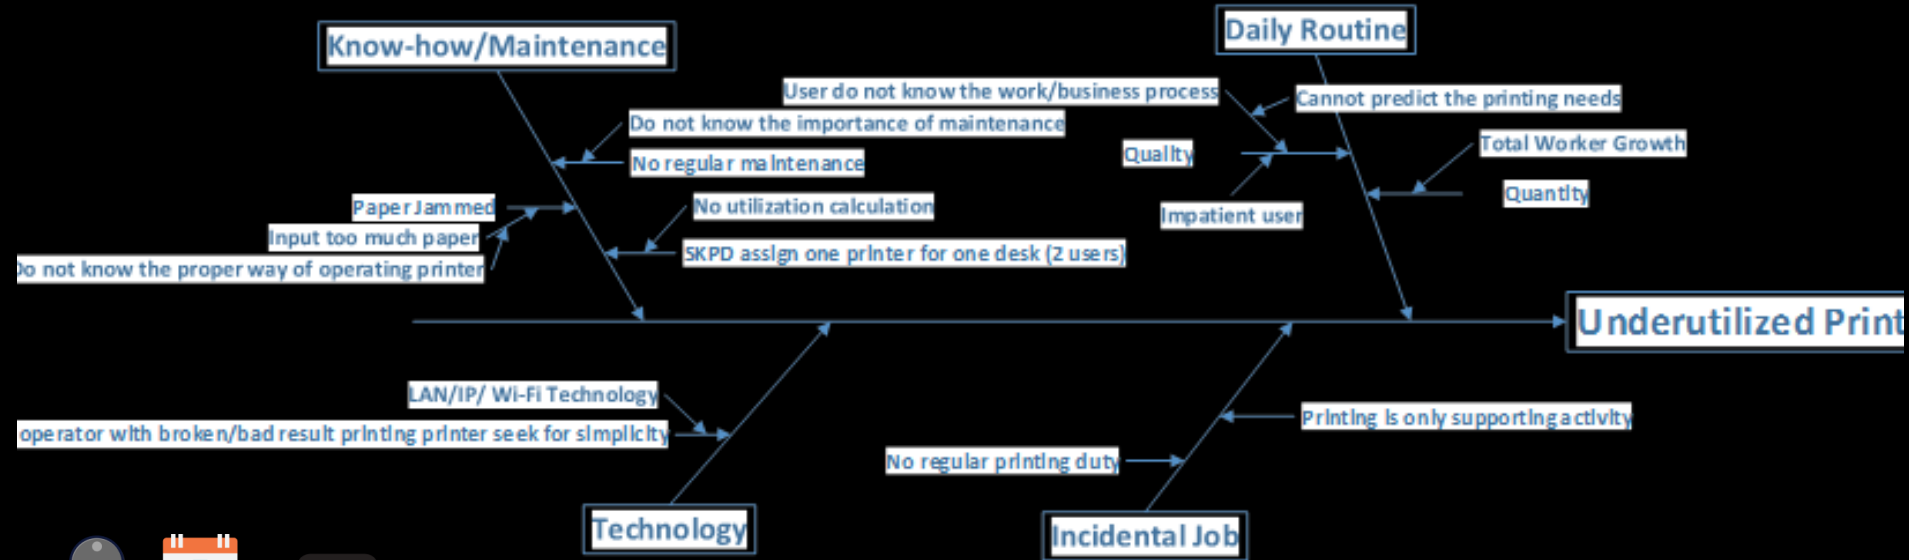 Know-how/Maintenance
Daily Routine
User do not know the work/business process
Cannot predict the printing needs
Do not know the importance of maintenance
Total Worker Growth
Quality
No regular maintenance
Quantity
Paper Jammed
No utilization calculation
Impatient user
Input too much paper
SKPD assign one printer for one desk (2 users)
Do not know the proper way of operating printer
Underutilized Print
LAN/IP/ Wi-Fi Technology
Printing is only supporting activity
operator with broken/bad result printing printer seek for simplicity
No regular printing duty
Technology
Incidental Job